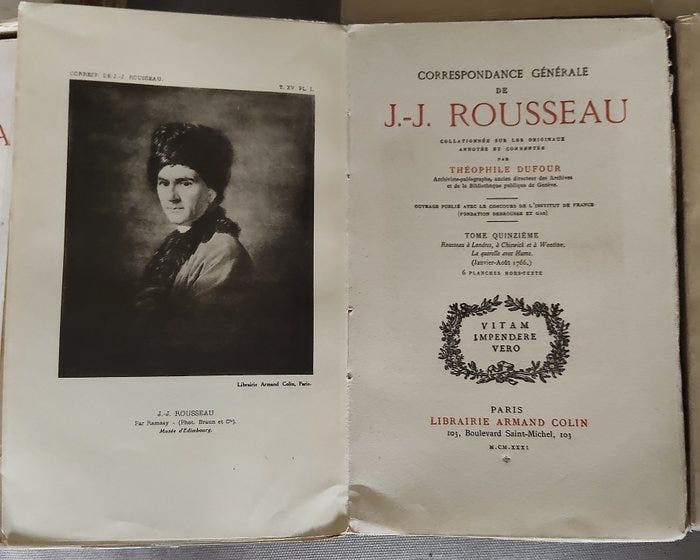 CORRESP. DE J.-J. ROUSSEAU.
T. XV. PL. I.
Librairie Armand Colin, Paris.
J.-J. ROUSSEAU
Par Ramsay - (Phot. Braun et Cie).
Musée d'Edimbourg.
A
CORRESPONDANCE GÉNÉRALE
DE
J.-J. ROUSSEAU
COLLATIONNÉE SUR LES ORIGINAUX
ANNOTÉE ET COMMENTÉE
PAR
THÉOPHILE DUFOUR
Archiviste-paléographe, ancien directeur des Archives
et de la Bibliothèque publique de Genève.
OUVRAGE PUBLIÉ AVEC LE CONCOURS DE L'INSTITUT DE FRANCE
(FONDATION DEBROUSSE ET GAS)
TOME QUINZIÈME
Rousseau à Londres, à Chiswick et à Wootton.
La querelle avec Hume.
(Janvier-Août 1766.)
6 PLANCHES HORS-TEXTE
VITAM
IMPENDERE
VERO
PARIS
LIBRAIRIE ARMAND COLIN
103, Boulevard Saint-Michel, 103
M.CM.XXXI